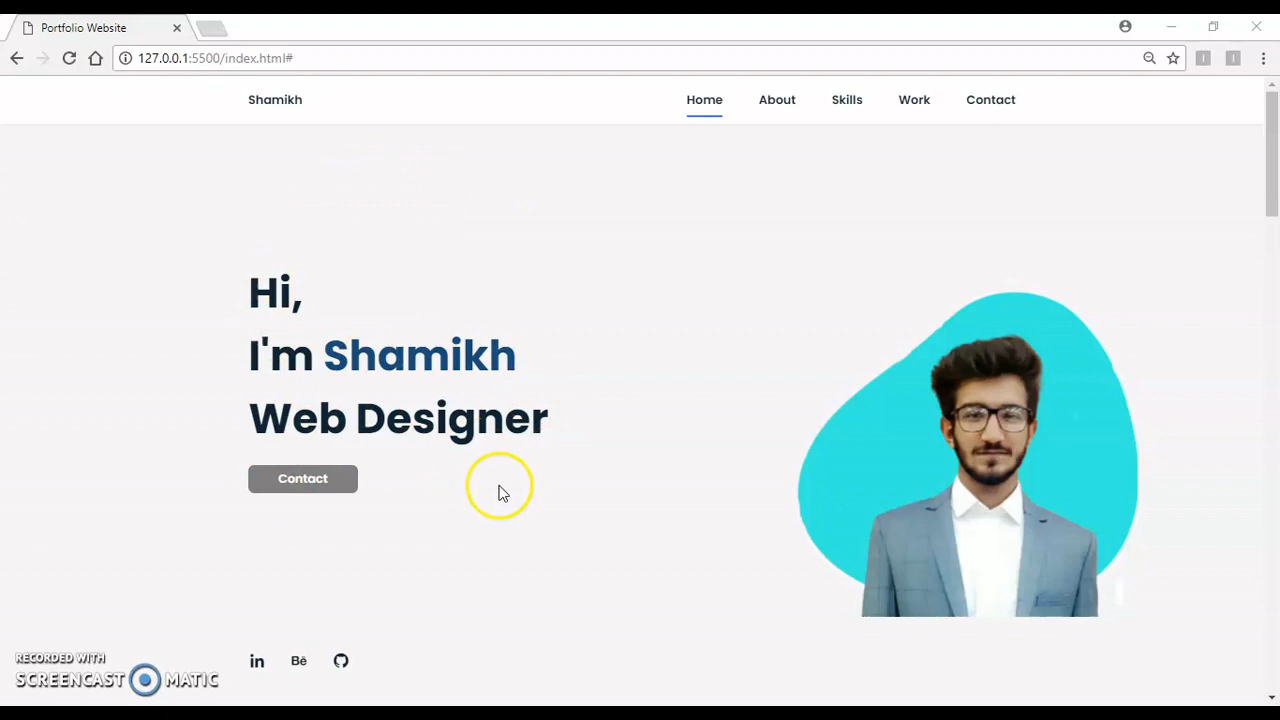 Portfolio Website
127.0.0.1:5500/index.html#
Shamikh
Home
About
Skills
Work
Contact
Hi,
I'm Shamikh
Web Designer
Contact
in
Bē
RECORDED WITH
SCREENCAST MATIC